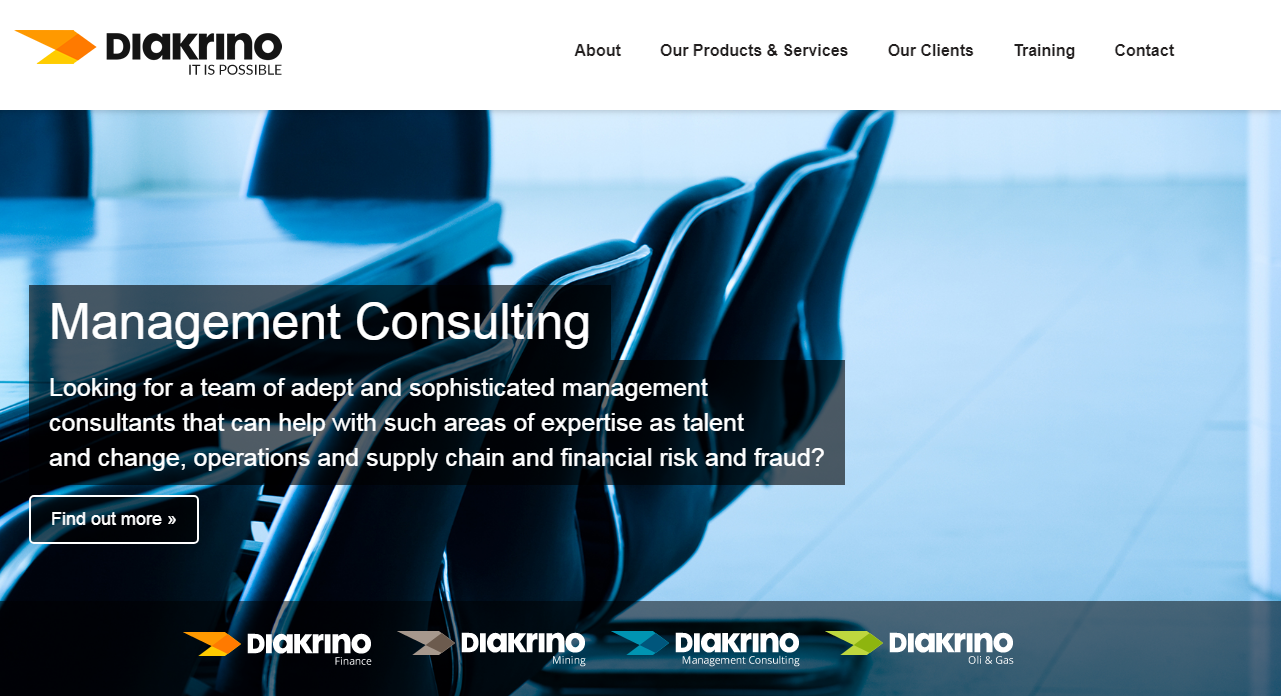 DIAKRINO
IT IS POSSIBLE
About Our Products & Services Our Clients Training Contact
Management Consulting
Looking for a team of adept and sophisticated management
consultants that can help with such areas of expertise as talent
and change, operations and supply chain and financial risk and fraud?
Find out more »
DIAKRINO DIAKRINO DIAKRINO DIAKRINO
Finance Mining Management Consulting Oli & Gas